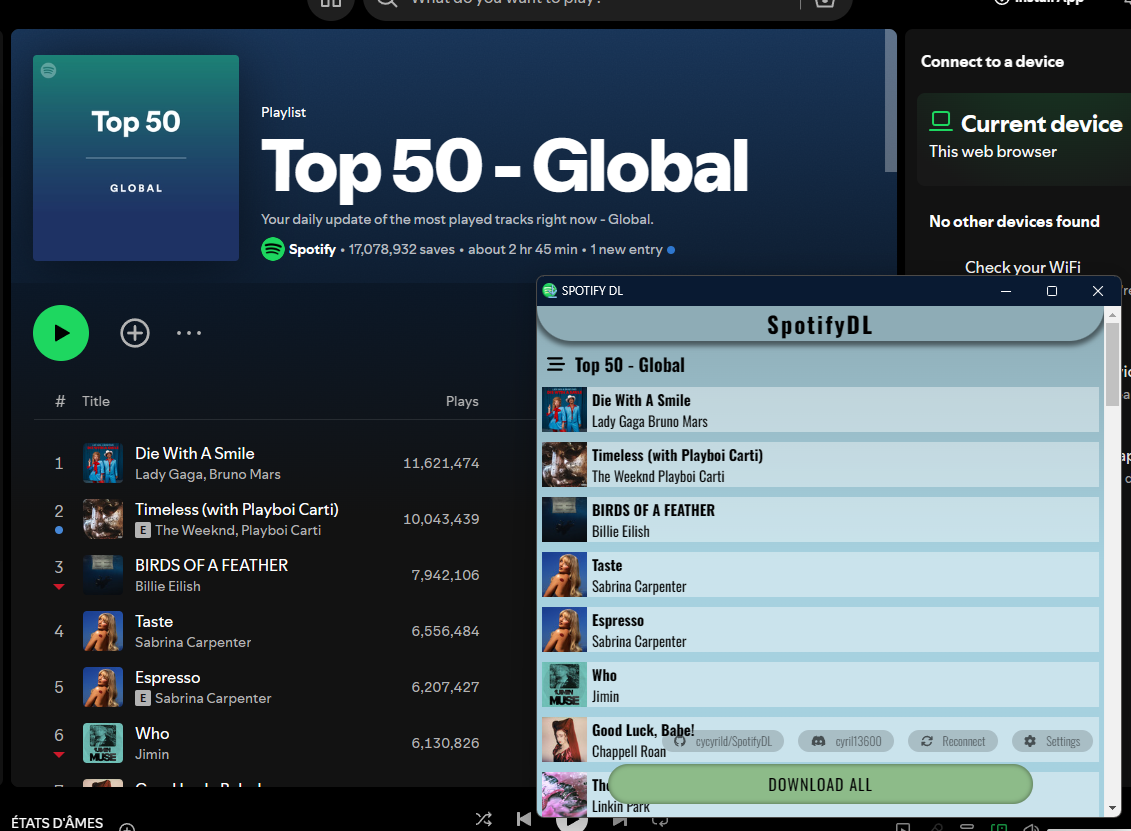 What do you want to play?
Install App
Top 50
GLOBAL
Playlist
Top 50 - Global
Your daily update of the most played tracks right now - Global.
Spotify • 17,078,932 saves • about 2 hr 45 min • 1 new entry
Connect to a device
Current device
This web browser
No other devices found
Check your WiFi
# Title Plays
1 Die With A Smile 11,621,474
Lady Gaga, Bruno Mars
2 Timeless (with Playboi Carti) 10,043,439
E The Weeknd, Playboi Carti
3 BIRDS OF A FEATHER 7,942,106
Billie Eilish
4 Taste 6,556,484
Sabrina Carpenter
5 Espresso 6,207,427
E Sabrina Carpenter
6 Who 6,130,826
Jimin
ÉTATS D'ÂMES
SPOTIFY DL
SpotifyDL
Top 50 - Global
Die With A Smile
Lady Gaga Bruno Mars
Timeless (with Playboi Carti)
The Weeknd Playboi Carti
BIRDS OF A FEATHER
Billie Eilish
Taste
Sabrina Carpenter
Espresso
Sabrina Carpenter
Who
Jimin
MUSE
Good Luck, Babe!
Chappell Roan
cycyrild/SpotifyDL
cyril13600
Reconnect
Settings
DOWNLOAD ALL
Linkin Park